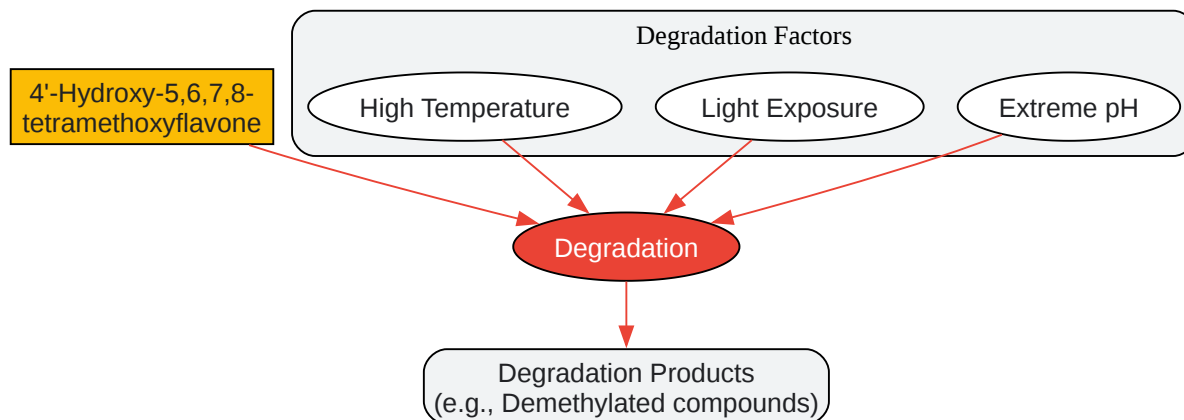 Degradation Factors
4'-Hydroxy-5,6,7,8-
tetramethoxyflavone
High Temperature
Light Exposure
Extreme pH
Degradation
Degradation Products
(e.g., Demethylated compounds)